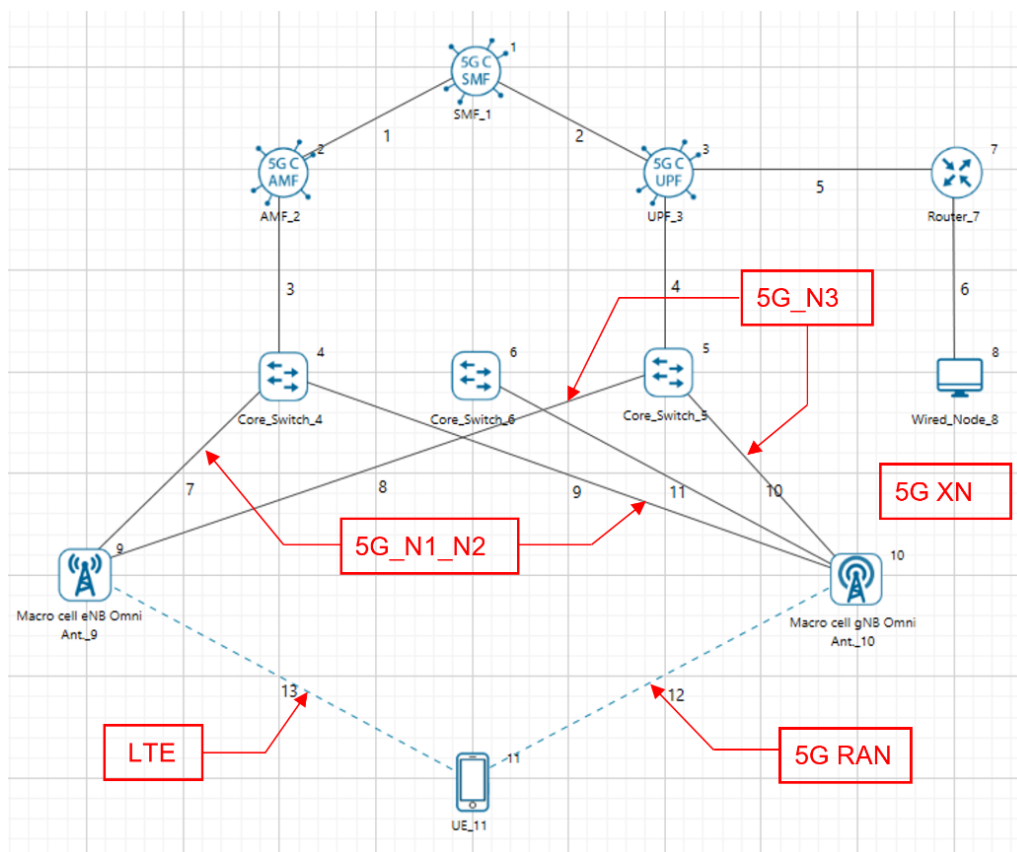 1
5G C
SMF
SMF_1
1
2
2
5G C
AMF
AMF_2
3
5G C
UPF
UPF_3
5
7
Router_7
3
4
5G_N3
6
4
Core_Switch_4
6
Core_Switch_6
5
Core_Switch_5
8
Wired_Node_8
7
8
9
11
10
5G XN
5G_N1_N2
9
Macro cell eNB Omni
Ant._9
10
Macro cell gNB Omni
Ant._10
13
12
LTE
5G RAN
11
UE_11